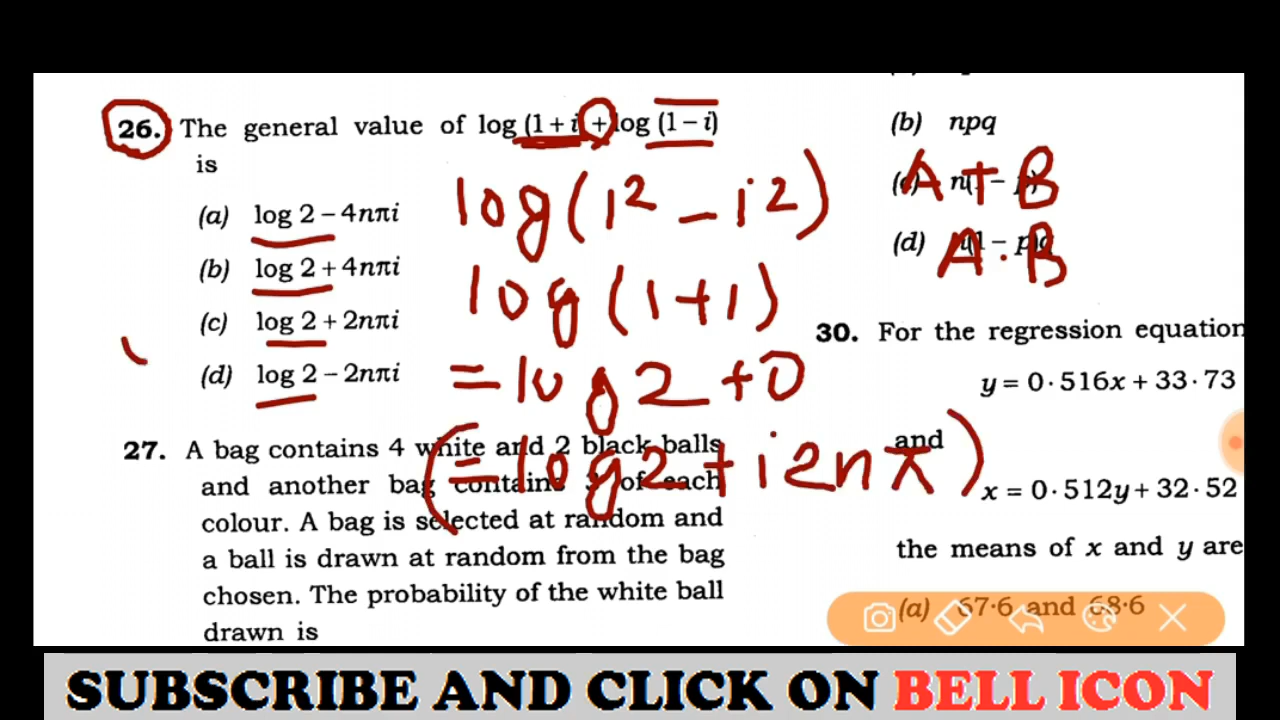 26. The general value of log (1 + i) + log (1 − i)
is
(a) log 2 − 4nπi
(b) log 2 + 4nπi
(c) log 2 + 2nπi
(d) log 2 − 2nπi
log(1² − i²)
log(1+1)
= log 2 + 0
(= log 2 + i2nπ)
27. A bag contains 4 white and 2 black balls
and another bag contains 3 of each
colour. A bag is selected at random and
a ball is drawn at random from the bag
chosen. The probability of the white ball
drawn is
(b) npq
A + B
(d)
A . B
30. For the regression equation
y = 0·516x + 33·73
and
x = 0·512y + 32·52
the means of x and y are
(a) 67·6 and 68·6
SUBSCRIBE AND CLICK ON BELL ICON